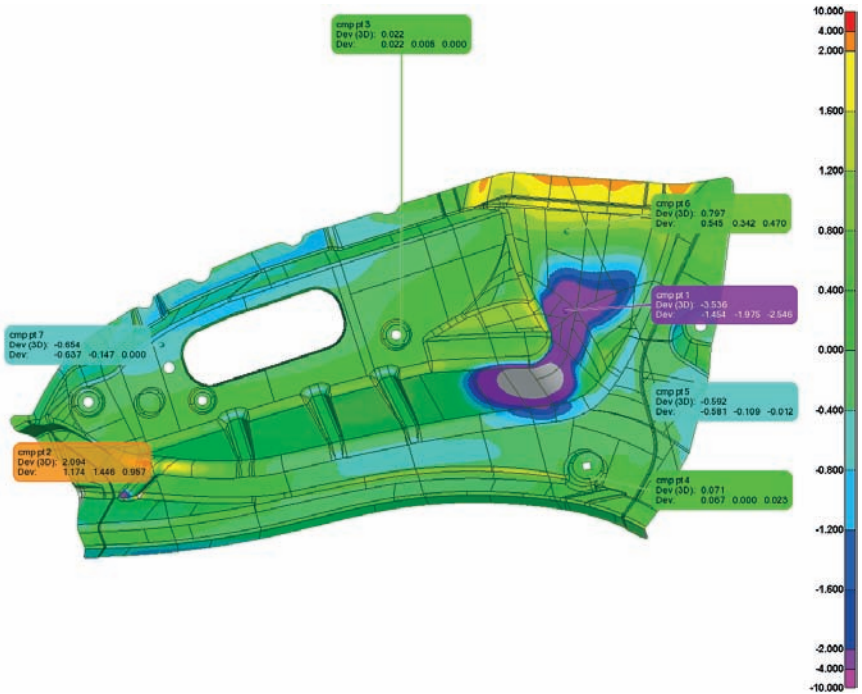 cmp pt 3
Dev (3D): 0.022
Dev: 0.022 0.008 0.000
cmp pt 6
Dev (3D): 0.797
Dev: 0.545 0.342 0.470
cmp pt 1
Dev (3D): -3.536
Dev: -1.454 -1.975 -2.546
cmp pt 7
Dev (3D): -0.654
Dev: -0.637 -0.147 0.000
cmp pt 5
Dev (3D): -0.592
Dev: -0.581 -0.109 -0.012
cmp pt 2
Dev (3D): 2.094
Dev: 1.174 1.446 0.957
cmp pt 4
Dev (3D): 0.071
Dev: 0.067 0.000 0.023
10.000
4.000
2.000
1.600
1.200
0.800
0.400
0.000
-0.400
-0.800
-1.200
-1.600
-2.000
-4.000
-10.000